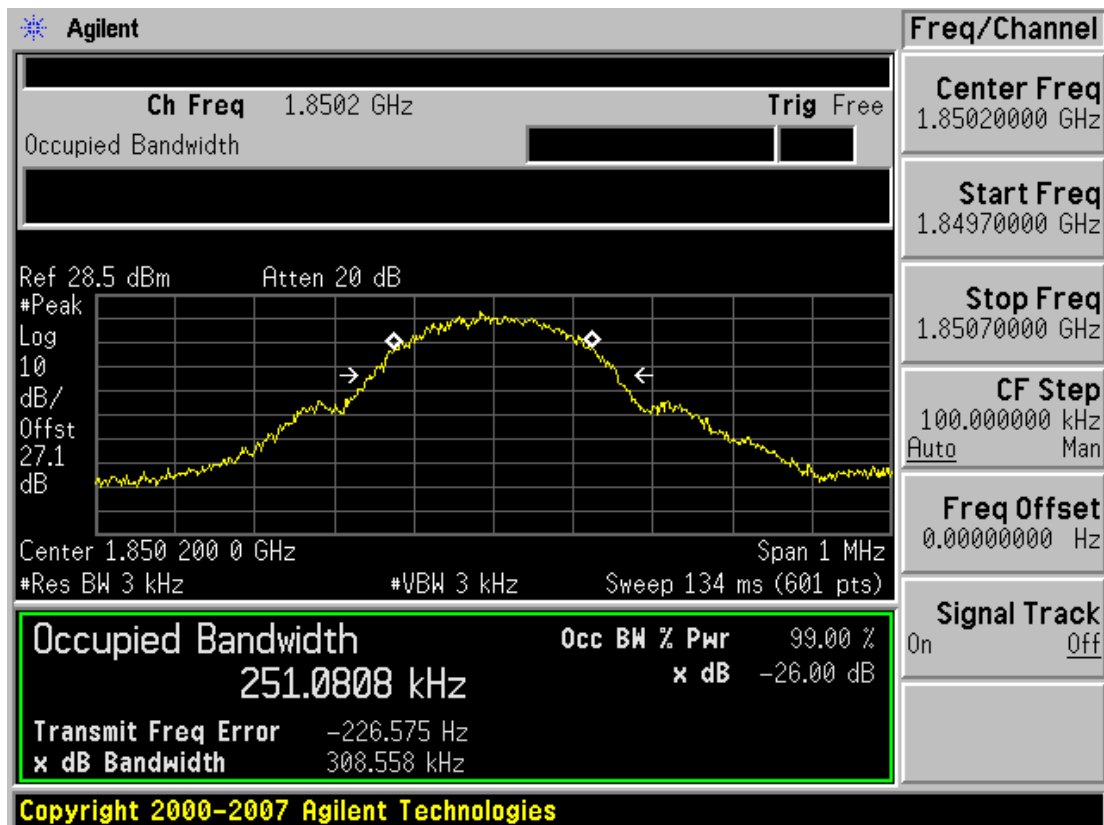 Agilent
Freq/Channel
Ch Freq 1.8502 GHz Trig Free
Occupied Bandwidth
Center Freq
1.85020000 GHz
Start Freq
1.84970000 GHz
Stop Freq
1.85070000 GHz
CF Step
100.000000 kHz
Auto Man
Freq Offset
0.00000000 Hz
Signal Track
On Off
Ref 28.5 dBm Atten 20 dB
#Peak
Log
10
dB/
Offst
27.1
dB
Center 1.850 200 0 GHz Span 1 MHz
#Res BW 3 kHz #VBW 3 kHz Sweep 134 ms (601 pts)
Occupied Bandwidth Occ BW % Pwr 99.00 %
251.0808 kHz x dB -26.00 dB
Transmit Freq Error -226.575 Hz
x dB Bandwidth 308.558 kHz
Copyright 2000-2007 Agilent Technologies